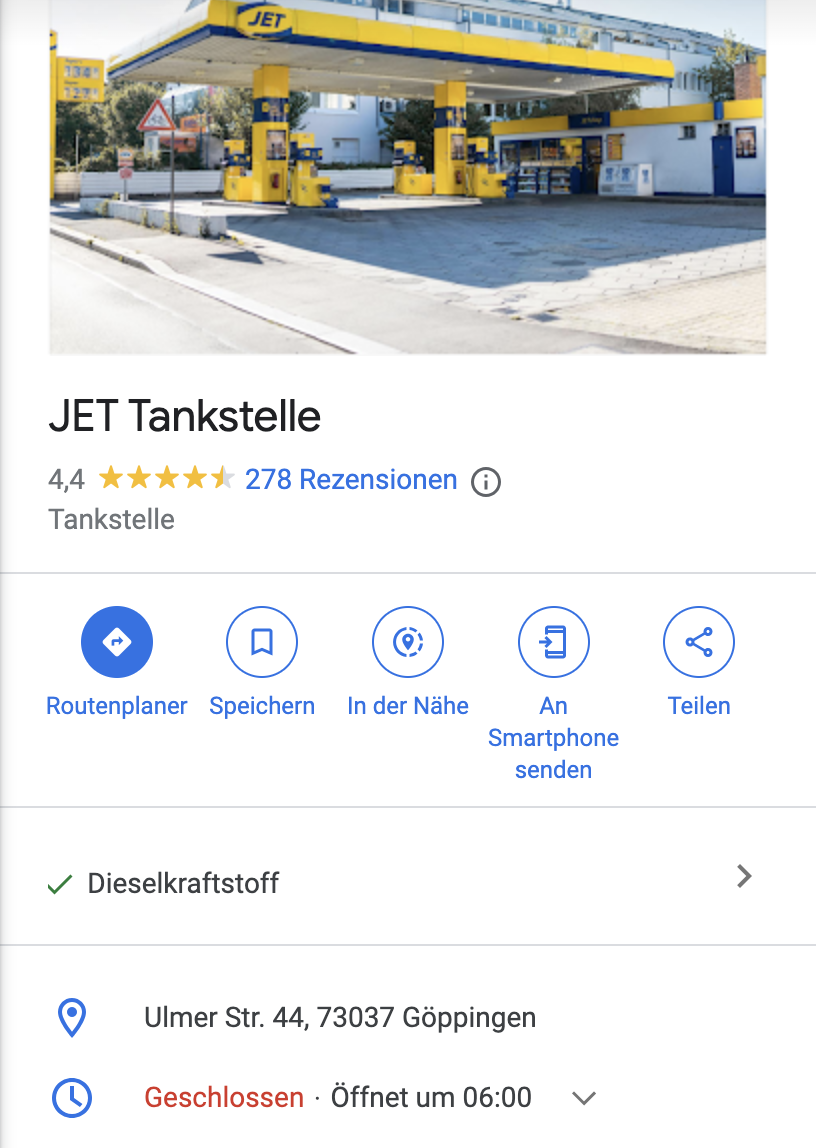 JET
JET Tankstelle
4,4 278 Rezensionen
Tankstelle
Routenplaner
Speichern
In der Nähe
An
Smartphone
senden
Teilen
Dieselkraftstoff
Ulmer Str. 44, 73037 Göppingen
Geschlossen · Öffnet um 06:00